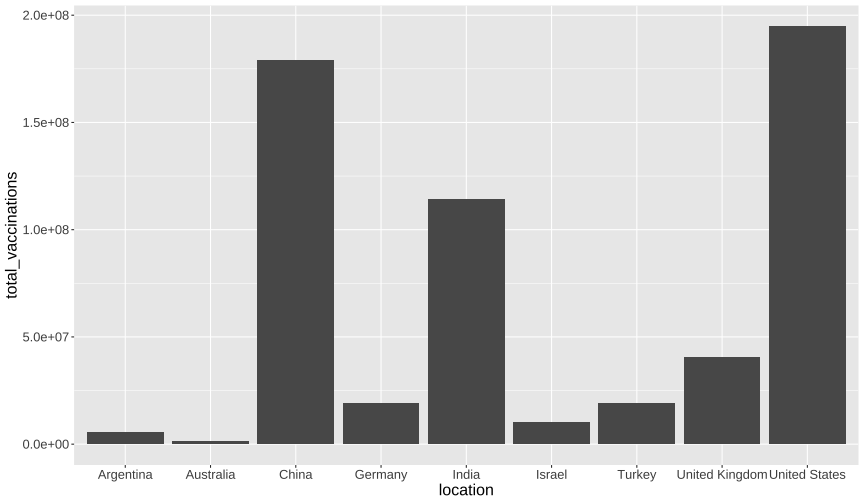 2.0e+08
1.5e+08
1.0e+08
5.0e+07
0.0e+00
total_vaccinations
Argentina Australia China Germany India Israel Turkey United Kingdom United States
location